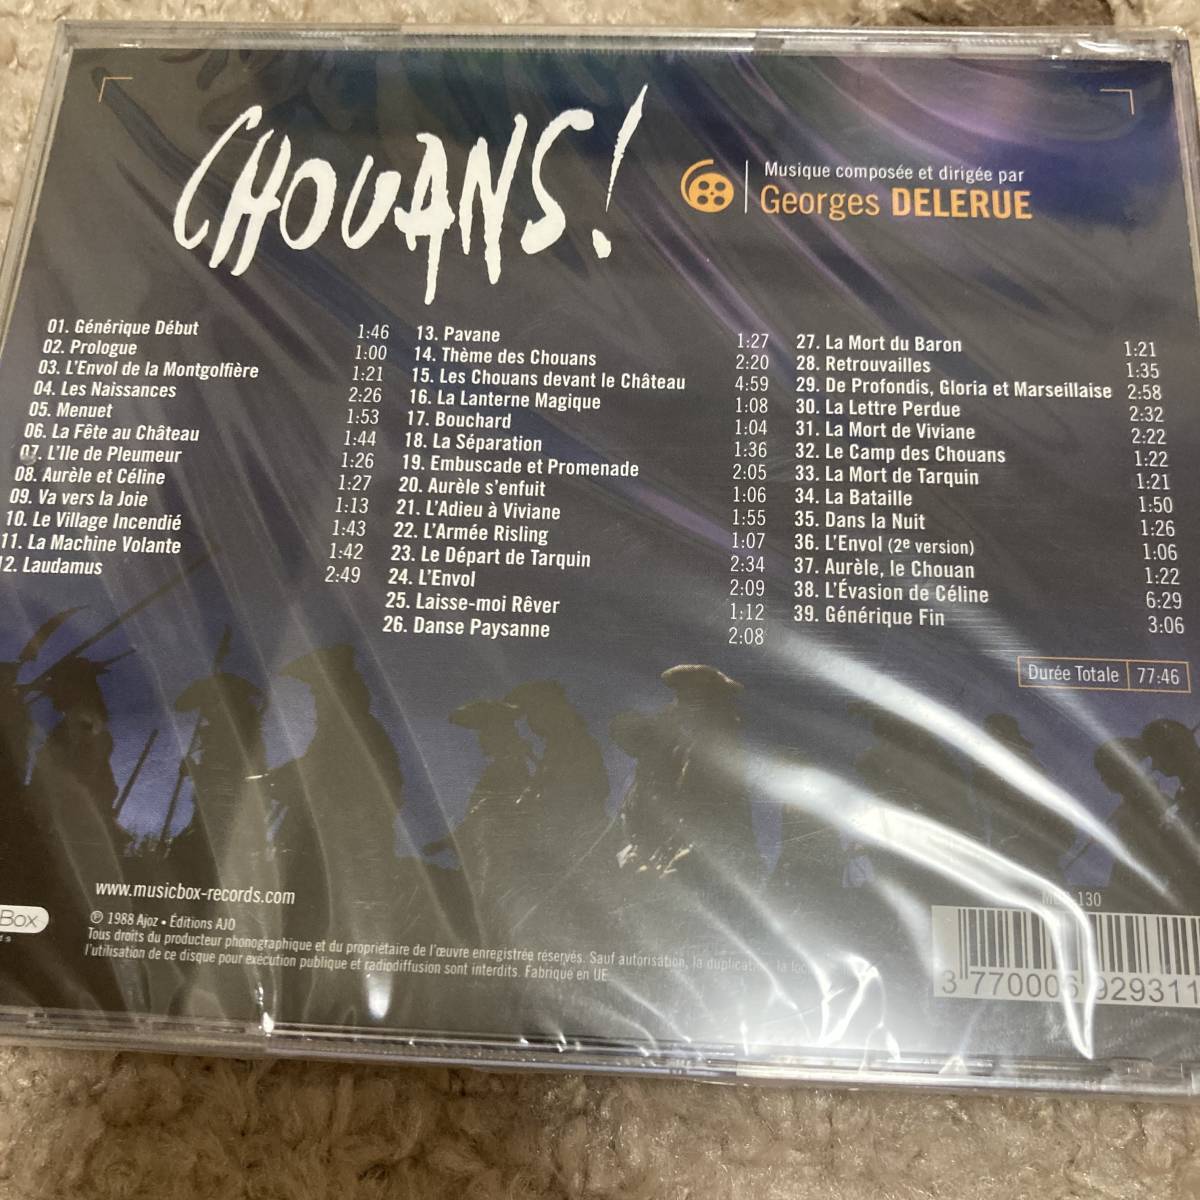 CHOUANS!
Musique composée et dirigée par
Georges DELERUE
01. Générique Début 1:46
02. Prologue 1:00
03. L'Envol de la Montgolfière 1:21
04. Les Naissances 2:26
05. Menuet 1:53
06. La Fête au Château 1:44
07. L'Ile de Pleumeur 1:26
08. Aurèle et Céline 1:27
09. Va vers la Joie 1:13
10. Le Village Incendié 1:43
11. La Machine Volante 1:42
12. Laudamus 2:49
13. Pavane 1:27
14. Thème des Chouans 2:20
15. Les Chouans devant le Château 4:59
16. La Lanterne Magique 1:08
17. Bouchard 1:04
18. La Séparation 1:36
19. Embuscade et Promenade 2:05
20. Aurèle s'enfuit 1:06
21. L'Adieu à Viviane 1:55
22. L'Armée Risling 1:07
23. Le Départ de Tarquin 2:34
24. L'Envol 2:09
25. Laisse-moi Rêver 1:12
26. Danse Paysanne 2:08
27. La Mort du Baron 1:21
28. Retrouvailles 1:35
29. De Profondis, Gloria et Marseillaise 2:58
30. La Lettre Perdue 2:32
31. La Mort de Viviane 2:22
32. Le Camp des Chouans 1:22
33. La Mort de Tarquin 1:21
34. La Bataille 1:50
35. Dans la Nuit 1:26
36. L'Envol (2e version) 1:06
37. Aurèle, le Chouan 1:22
38. L'Évasion de Céline 6:29
39. Générique Fin 3:06
Durée Totale 77:46
www.musicbox-records.com
Box
℗ 1988 Ajoz • Éditions AJO
Tous droits du producteur phonographique et du propriétaire de l'œuvre enregistrée réservés. Sauf autorisation, la duplication, la
l'utilisation de ce disque pour exécution publique et radiodiffusion sont interdits. Fabriqué en UE
130
3 770006 929311